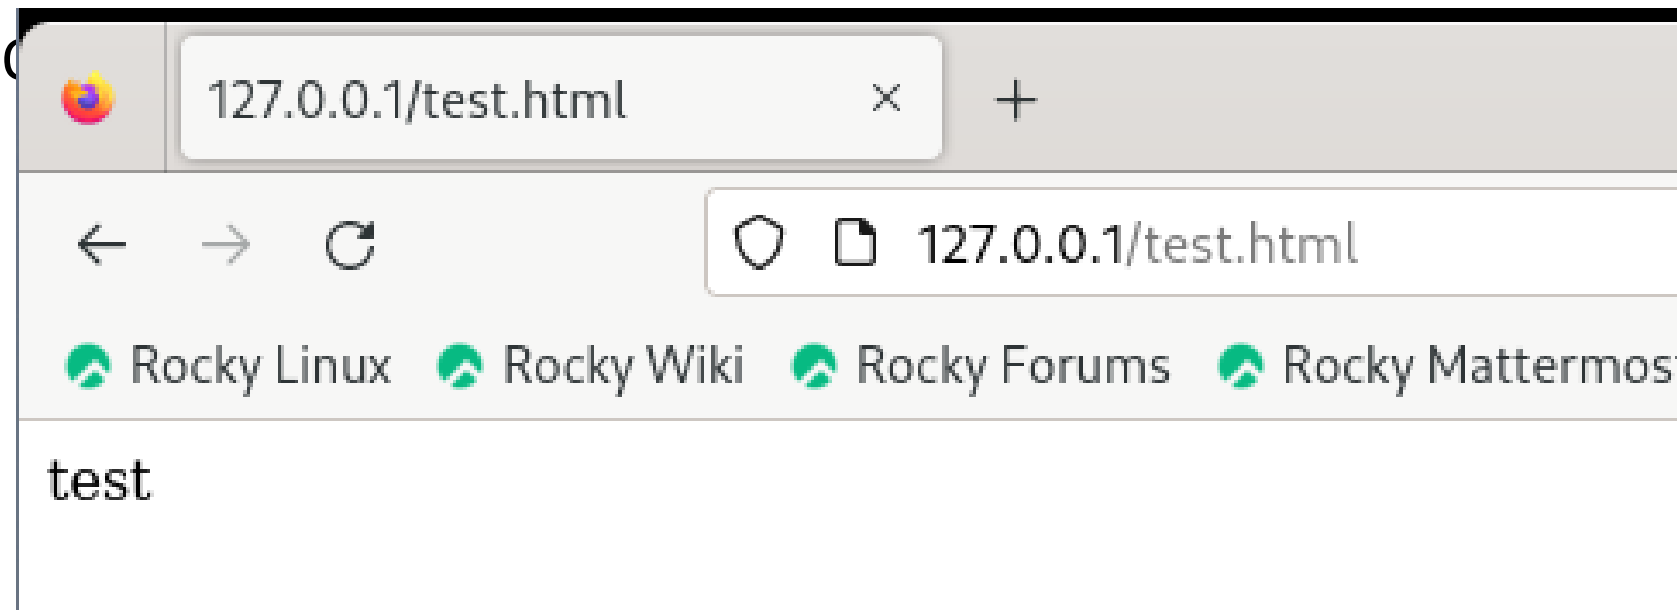 127.0.0.1/test.html
127.0.0.1/test.html
Rocky Linux Rocky Wiki Rocky Forums Rocky Mattermost
test